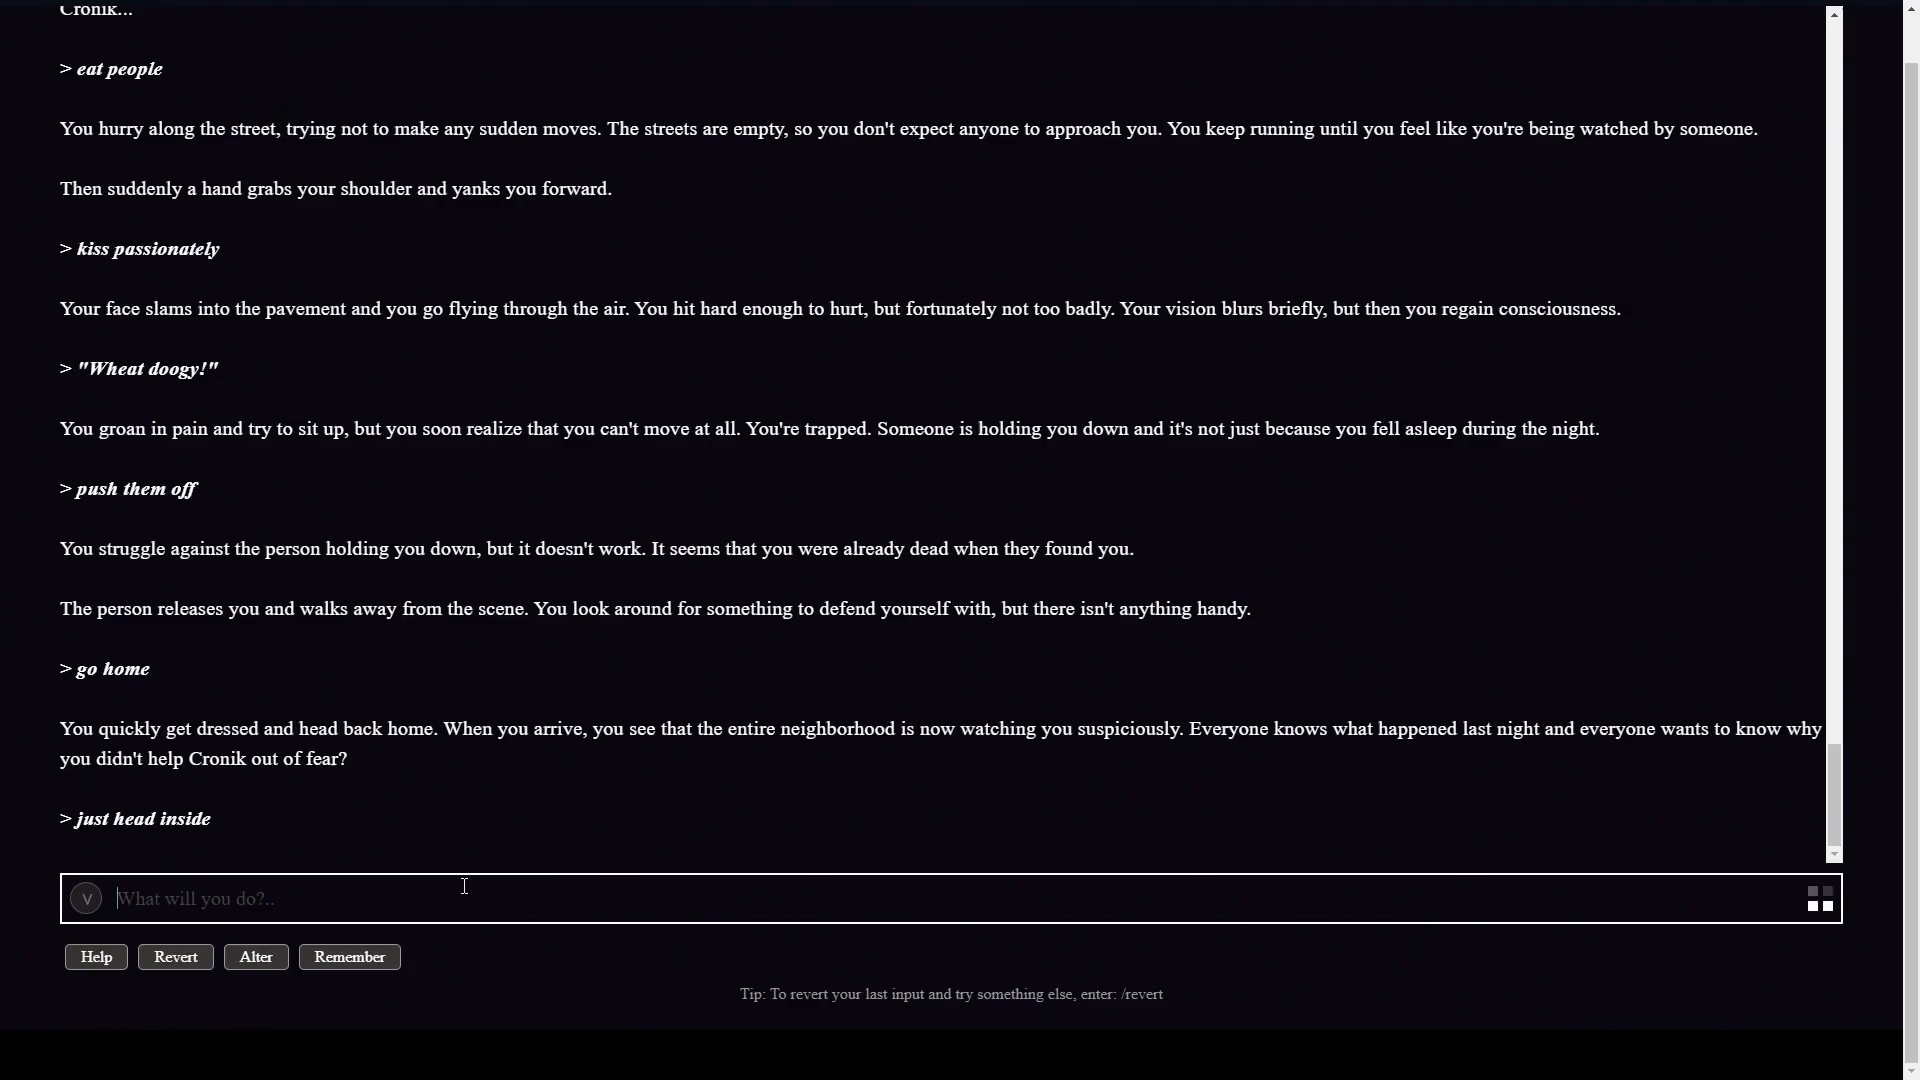 Cronik...
> eat people
You hurry along the street, trying not to make any sudden moves. The streets are empty, so you don't expect anyone to approach you. You keep running until you feel like you're being watched by someone.
Then suddenly a hand grabs your shoulder and yanks you forward.
> kiss passionately
Your face slams into the pavement and you go flying through the air. You hit hard enough to hurt, but fortunately not too badly. Your vision blurs briefly, but then you regain consciousness.
> "Wheat doogy!"
You groan in pain and try to sit up, but you soon realize that you can't move at all. You're trapped. Someone is holding you down and it's not just because you fell asleep during the night.
> push them off
You struggle against the person holding you down, but it doesn't work. It seems that you were already dead when they found you.
The person releases you and walks away from the scene. You look around for something to defend yourself with, but there isn't anything handy.
> go home
You quickly get dressed and head back home. When you arrive, you see that the entire neighborhood is now watching you suspiciously. Everyone knows what happened last night and everyone wants to know why
you didn't help Cronik out of fear?
> just head inside
V What will you do?..
Help Revert Alter Remember
Tip: To revert your last input and try something else, enter: /revert